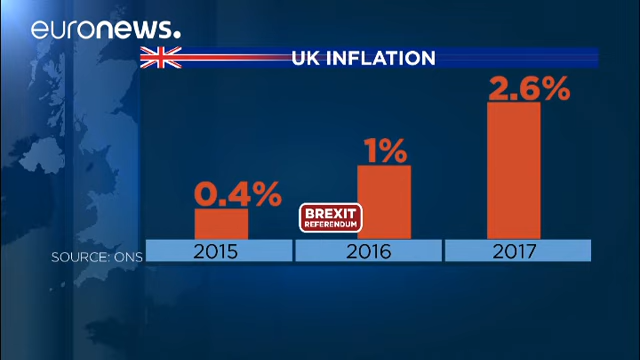 euronews.
UK INFLATION
2.6%
1%
0.4%
BREXIT
REFERENDUM
2015 2016 2017
SOURCE: ONS